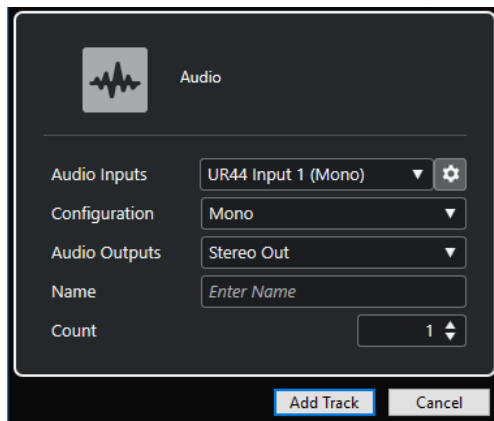 Audio
Audio Inputs UR44 Input 1 (Mono)
Configuration Mono
Audio Outputs Stereo Out
Name Enter Name
Count 1
Add Track Cancel